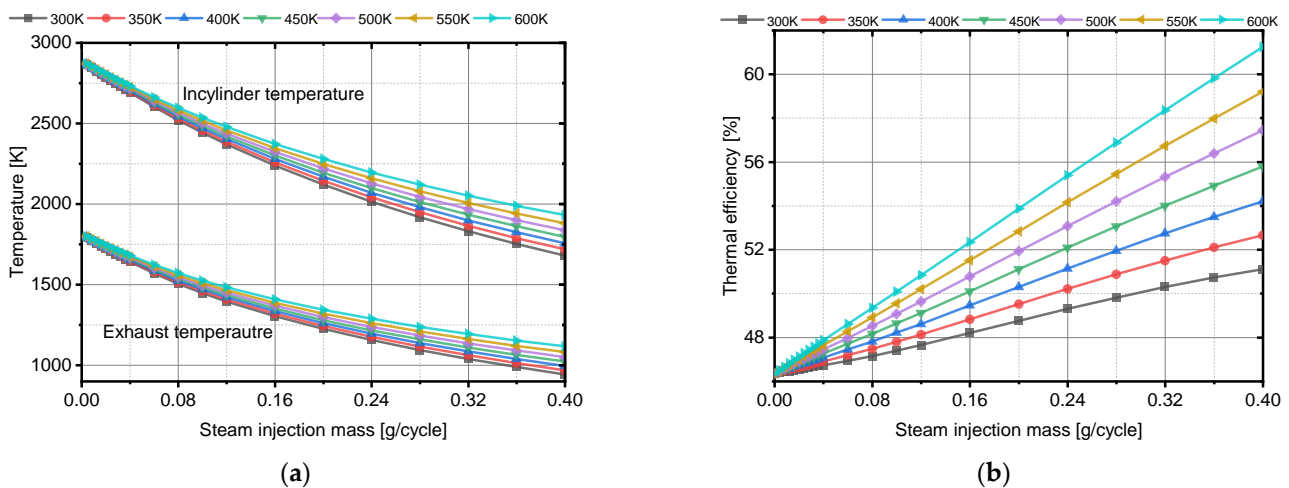 300K 350K 400K 450K 500K 550K 600K
3000
2500
2000
1500
1000
Temperature [K]
Incylinder temperature
Exhaust temperautre
0.00 0.08 0.16 0.24 0.32 0.40
Steam injection mass [g/cycle]
(a)
300K 350K 400K 450K 500K 550K 600K
60
56
52
48
Thermal efficiency [%]
0.00 0.08 0.16 0.24 0.32 0.40
Steam injection mass [g/cycle]
(b)